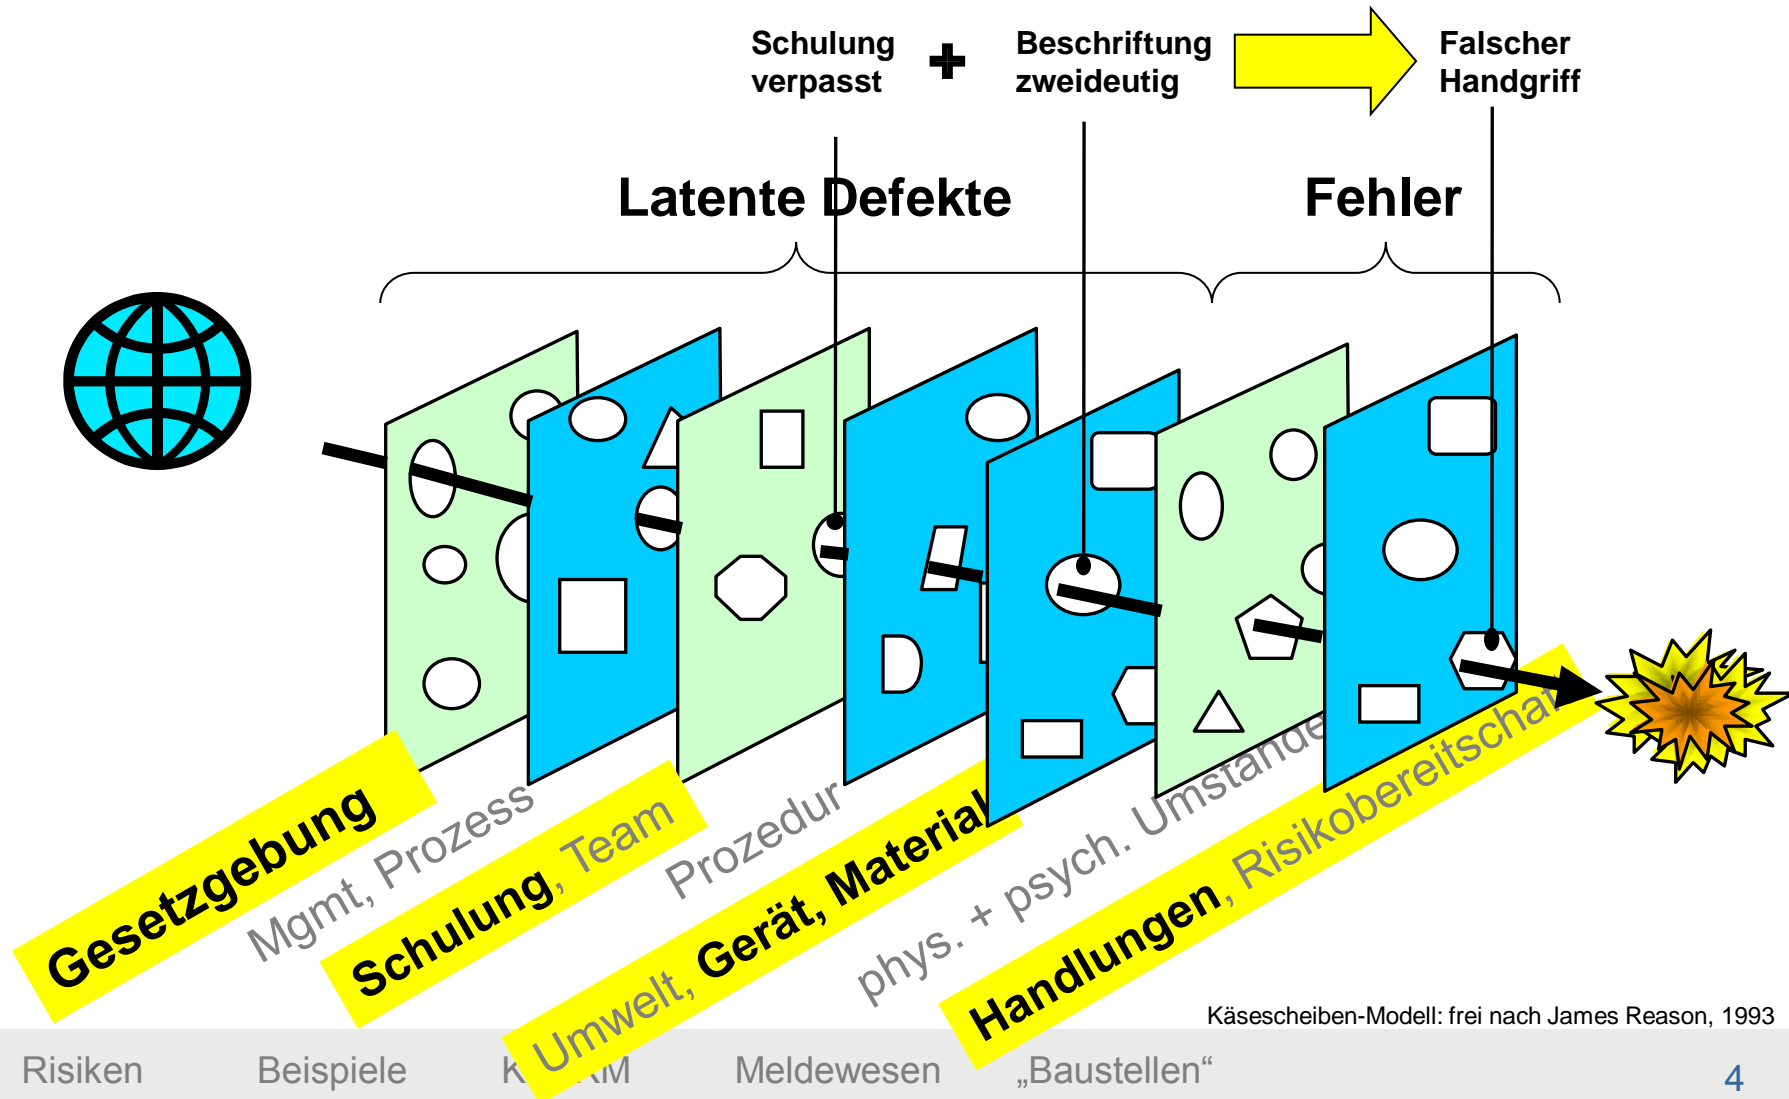 Schulung verpasst
Beschriftung zweideutig
Falscher Handgriff
Latente Defekte
Fehler
Gesetzgebung
Mgmt, Prozess
Schulung, Team
Prozedur
Umwelt, Gerät, Material
phys. + psych. Umstände
Handlungen, Risikobereitschaft
Käsescheiben-Modell: frei nach James Reason, 1993
Risiken Beispiele Meldewesen „Baustellen“ 4